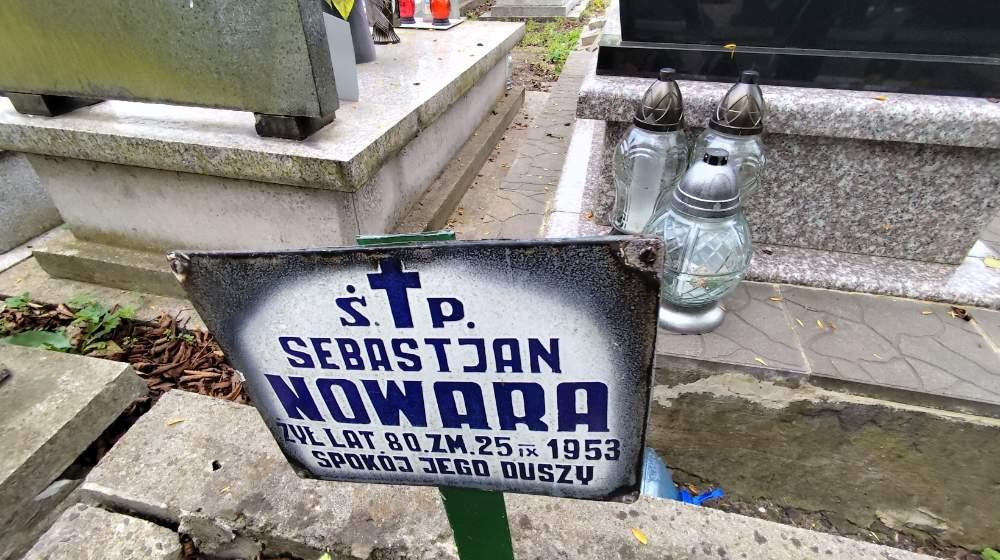 Ś. P.
SEBASTJAN
NOWARA
ŻYŁ LAT 80. ZM. 25 IX 1953
SPOKÓJ JEGO DUSZY